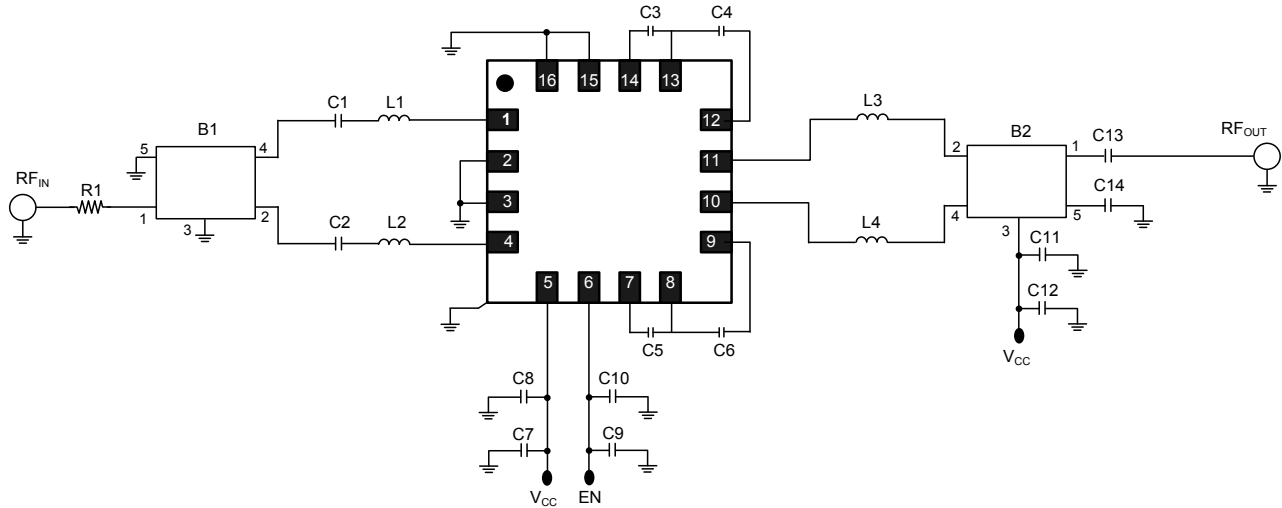 C3 C4
16 15 14 13
C1 L1 1 12 L3
B1 B2 C13 RF_OUT
5 4 2 11 2 1
RF_IN R1 C14
1 2 3 10 4 5
3 C2 L2 4 9 L4 3
C11
5 6 7 8
C12
C5 C6
V_CC
C8 C10
C7 C9
V_CC EN